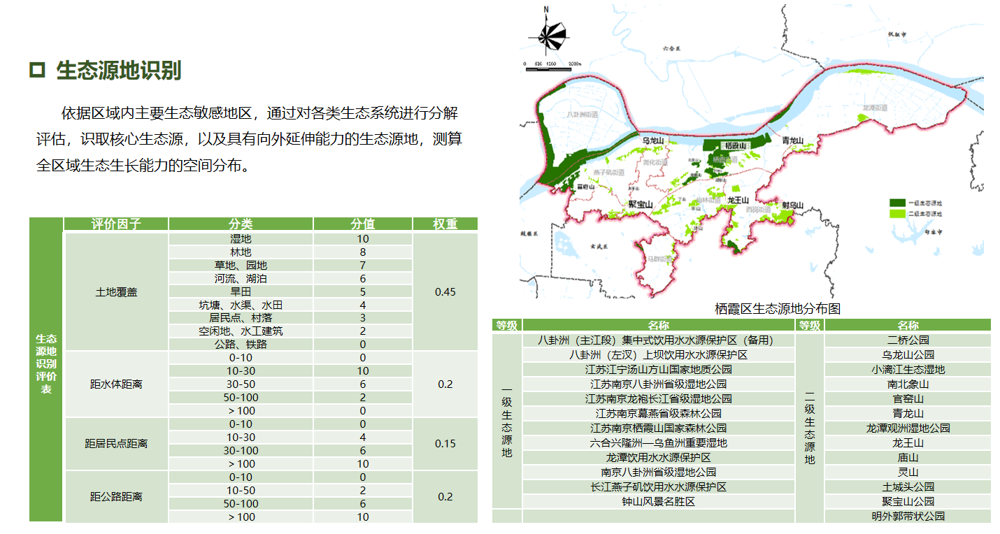 生态源地识别
依据区域内主要生态敏感地区，通过对各类生态系统进行分解
评估，识取核心生态源，以及具有向外延伸能力的生态源地，测算
全区域生态生长能力的空间分布。
生态
源地
识别
评价
表
评价因子 分类 分值 权重
土地覆盖 0.45
湿地 10
林地 8
草地、园地 7
河流、湖泊 6
旱田 5
坑塘、水渠、水田 4
居民点、村落 3
空闲地、水工建筑 2
公路、铁路 0
距水体距离 0.2
0-10 0
10-30 10
30-50 6
50-100 2
＞100 0
距居民点距离 0.15
0-10 0
10-30 4
30-100 6
＞100 10
距公路距离 0.2
0-10 0
10-50 2
50-100 6
＞100 10
N
0 500 1000 2000m
六合区
仪征市
八卦洲街道
龙潭街道
乌龙山
栖霞山
青龙山
尧化街道
栖霞街道
燕子矶街道
幕府山
聚宝山
龙王山
射乌山
仙林街道
西岗街道
灵山
马群街道
鼓楼区
玄武区
句容市
一级生态源地
二级生态源地
栖霞区生态源地分布图
等级 名称 等级 名称
一级生态源地
八卦洲（主江段）集中式饮用水水源保护区（备用）
八卦洲（左汊）上坝饮用水水源保护区
江苏江宁汤山方山国家地质公园
江苏南京八卦洲省级湿地公园
江苏南京龙袍长江省级湿地公园
江苏南京幕燕省级森林公园
江苏南京栖霞山国家森林公园
六合兴隆洲—乌鱼洲重要湿地
龙潭饮用水水源保护区
南京八卦洲省级湿地公园
长江燕子矶饮用水水源保护区
钟山风景名胜区
二级生态源地
二桥公园
乌龙山公园
小漓江生态湿地
南北象山
官窑山
青龙山
龙潭观洲湿地公园
龙王山
庙山
灵山
土城头公园
聚宝山公园
明外郭带状公园